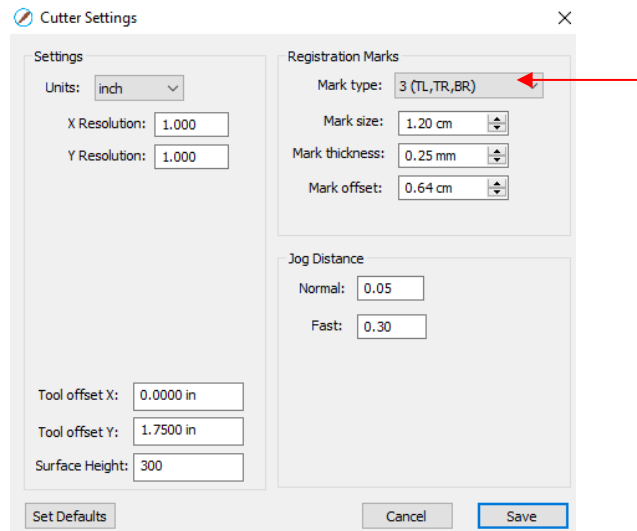 Cutter Settings
Settings
Units: inch
X Resolution: 1.000
Y Resolution: 1.000
Tool offset X: 0.0000 in
Tool offset Y: 1.7500 in
Surface Height: 300
Registration Marks
Mark type: 3 (TL,TR,BR)
Mark size: 1.20 cm
Mark thickness: 0.25 mm
Mark offset: 0.64 cm
Jog Distance
Normal: 0.05
Fast: 0.30
Set Defaults
Cancel
Save